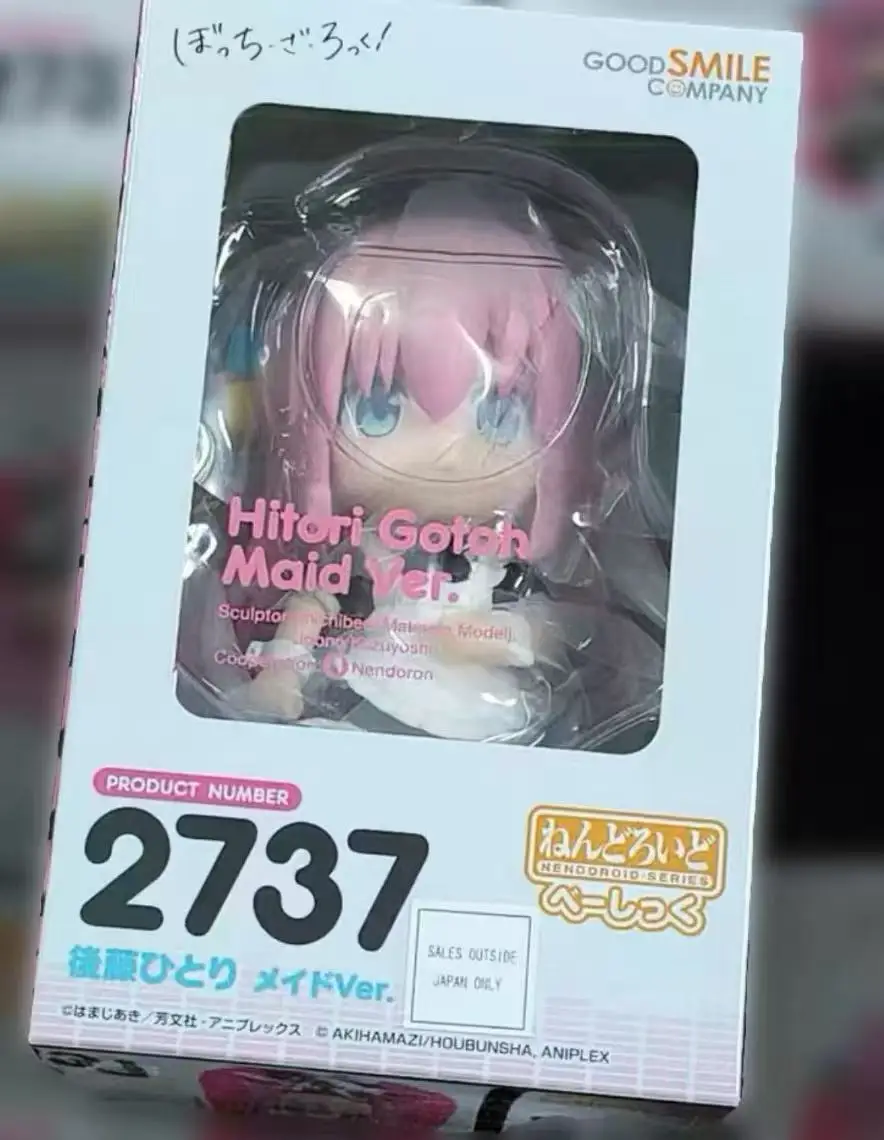 ぼっち・ざ・ろっく!
GOOD SMILE
COMPANY
Hitori Gotoh
Maid Ver.
Nendoron
PRODUCT NUMBER
2737
ねんどろいど
NENDOROID SERIES
べーしっく
後藤ひとり メイドVer.
SALES OUTSIDE
JAPAN ONLY
©はまじあき/芳文社・アニプレックス © AKIHAMAZI/HOUBUNSHA, ANIPLEX